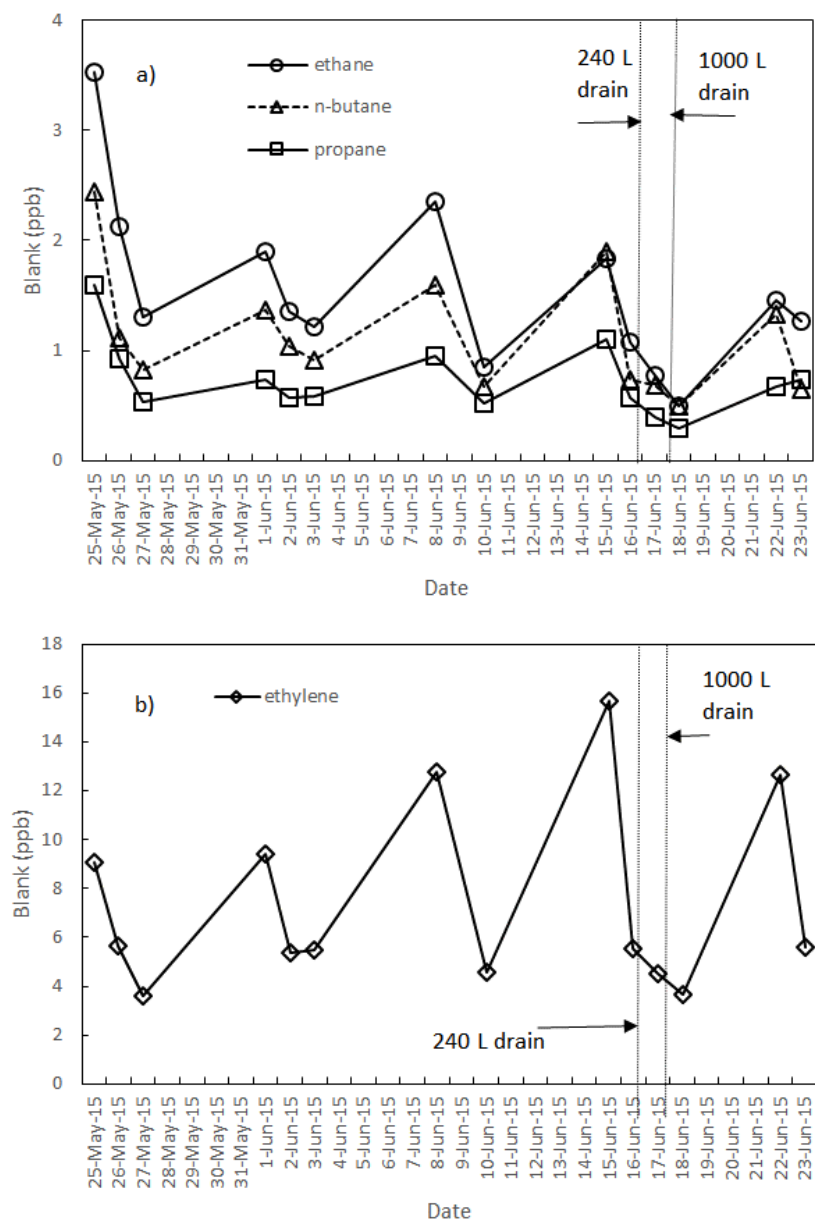 4
3
2
1
0
Blank (ppb)
a)
ethane
n-butane
propane
240 L
drain
1000 L
drain
25-May-15
26-May-15
27-May-15
28-May-15
29-May-15
30-May-15
31-May-15
1-Jun-15
2-Jun-15
3-Jun-15
4-Jun-15
5-Jun-15
6-Jun-15
7-Jun-15
8-Jun-15
9-Jun-15
10-Jun-15
11-Jun-15
12-Jun-15
13-Jun-15
14-Jun-15
15-Jun-15
16-Jun-15
17-Jun-15
18-Jun-15
19-Jun-15
20-Jun-15
21-Jun-15
22-Jun-15
23-Jun-15
Date
18
16
14
12
10
8
6
4
2
0
Blank (ppb)
b)
ethylene
1000 L
drain
240 L drain
25-May-15
26-May-15
27-May-15
28-May-15
29-May-15
30-May-15
31-May-15
1-Jun-15
2-Jun-15
3-Jun-15
4-Jun-15
5-Jun-15
6-Jun-15
7-Jun-15
8-Jun-15
9-Jun-15
10-Jun-15
11-Jun-15
12-Jun-15
13-Jun-15
14-Jun-15
15-Jun-15
16-Jun-15
17-Jun-15
18-Jun-15
19-Jun-15
20-Jun-15
21-Jun-15
22-Jun-15
23-Jun-15
Date